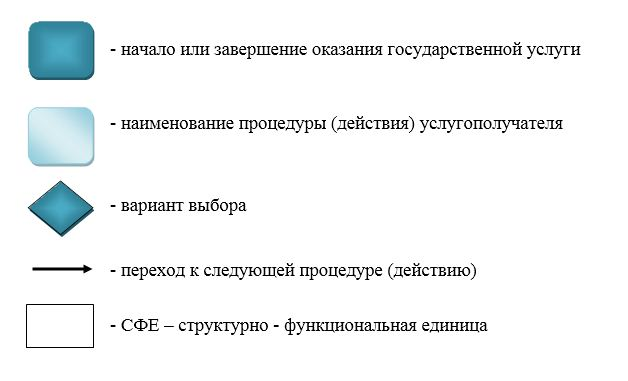 - начало или завершение оказания государственной услуги
- наименование процедуры (действия) услугополучателя
- вариант выбора
- переход к следующей процедуре (действию)
- СФЕ – структурно - функциональная единица